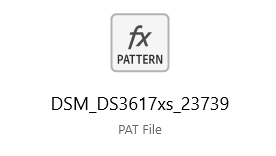 fx
PATTERN
DSM_DS3617xs_23739
PAT File